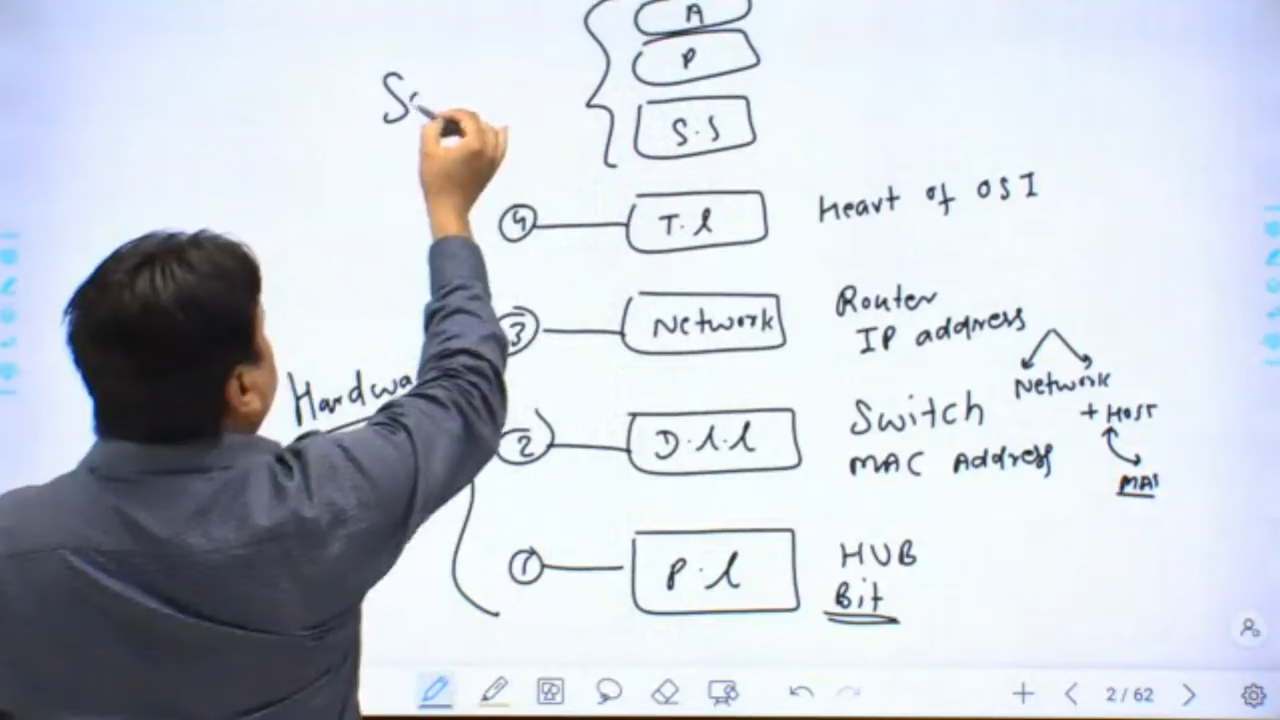 A
P
S.S
4
T.l
Heart of OSI
3
Network
Router
IP address
Network
+ Host
2
D.l.l
Switch
MAC Address
1
P.l
HUB
Bit
2/62